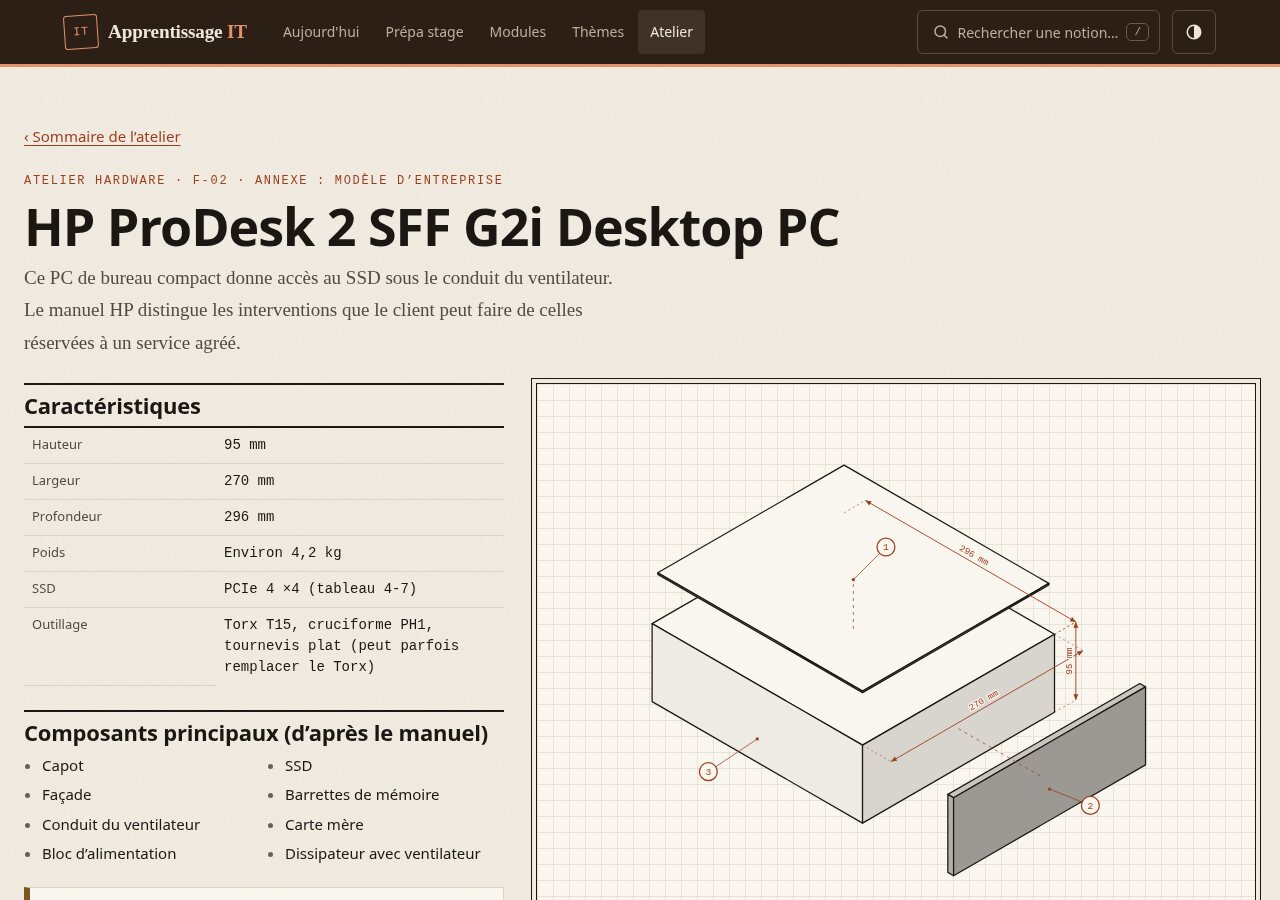 IT Apprentissage IT Aujourd'hui Prépa stage Modules Thèmes Atelier Rechercher une notion... /
‹ Sommaire de l’atelier
ATELIER HARDWARE · F-02 · ANNEXE : MODÈLE D’ENTREPRISE
HP ProDesk 2 SFF G2i Desktop PC
Ce PC de bureau compact donne accès au SSD sous le conduit du ventilateur.
Le manuel HP distingue les interventions que le client peut faire de celles
réservées à un service agréé.
Caractéristiques
Hauteur 95 mm
Largeur 270 mm
Profondeur 296 mm
Poids Environ 4,2 kg
SSD PCIe 4 ×4 (tableau 4-7)
Outillage Torx T15, cruciforme PH1,
tournevis plat (peut parfois
remplacer le Torx)
Composants principaux (d’après le manuel)
Capot
Façade
Conduit du ventilateur
Bloc d’alimentation
SSD
Barrettes de mémoire
Carte mère
Dissipateur avec ventilateur
1
296 mm
95 mm
270 mm
3
2